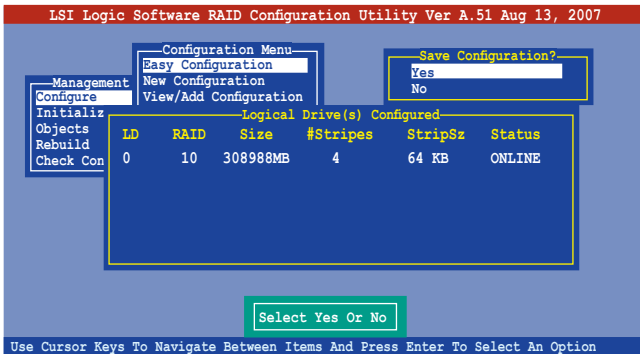 LSI Logic Software RAID Configuration Utility Ver A.51 Aug 13, 2007
Configuration Menu
Easy Configuration
New Configuration
View/Add Configuration
Save Configuration?
Yes
No
Management
Configure
Initializ
Objects
Rebuild
Check Con
Logical Drive(s) Configured
LD RAID Size #Stripes StripSz Status
0 10 308988MB 4 64 KB ONLINE
Select Yes Or No
Use Cursor Keys To Navigate Between Items And Press Enter To Select An Option